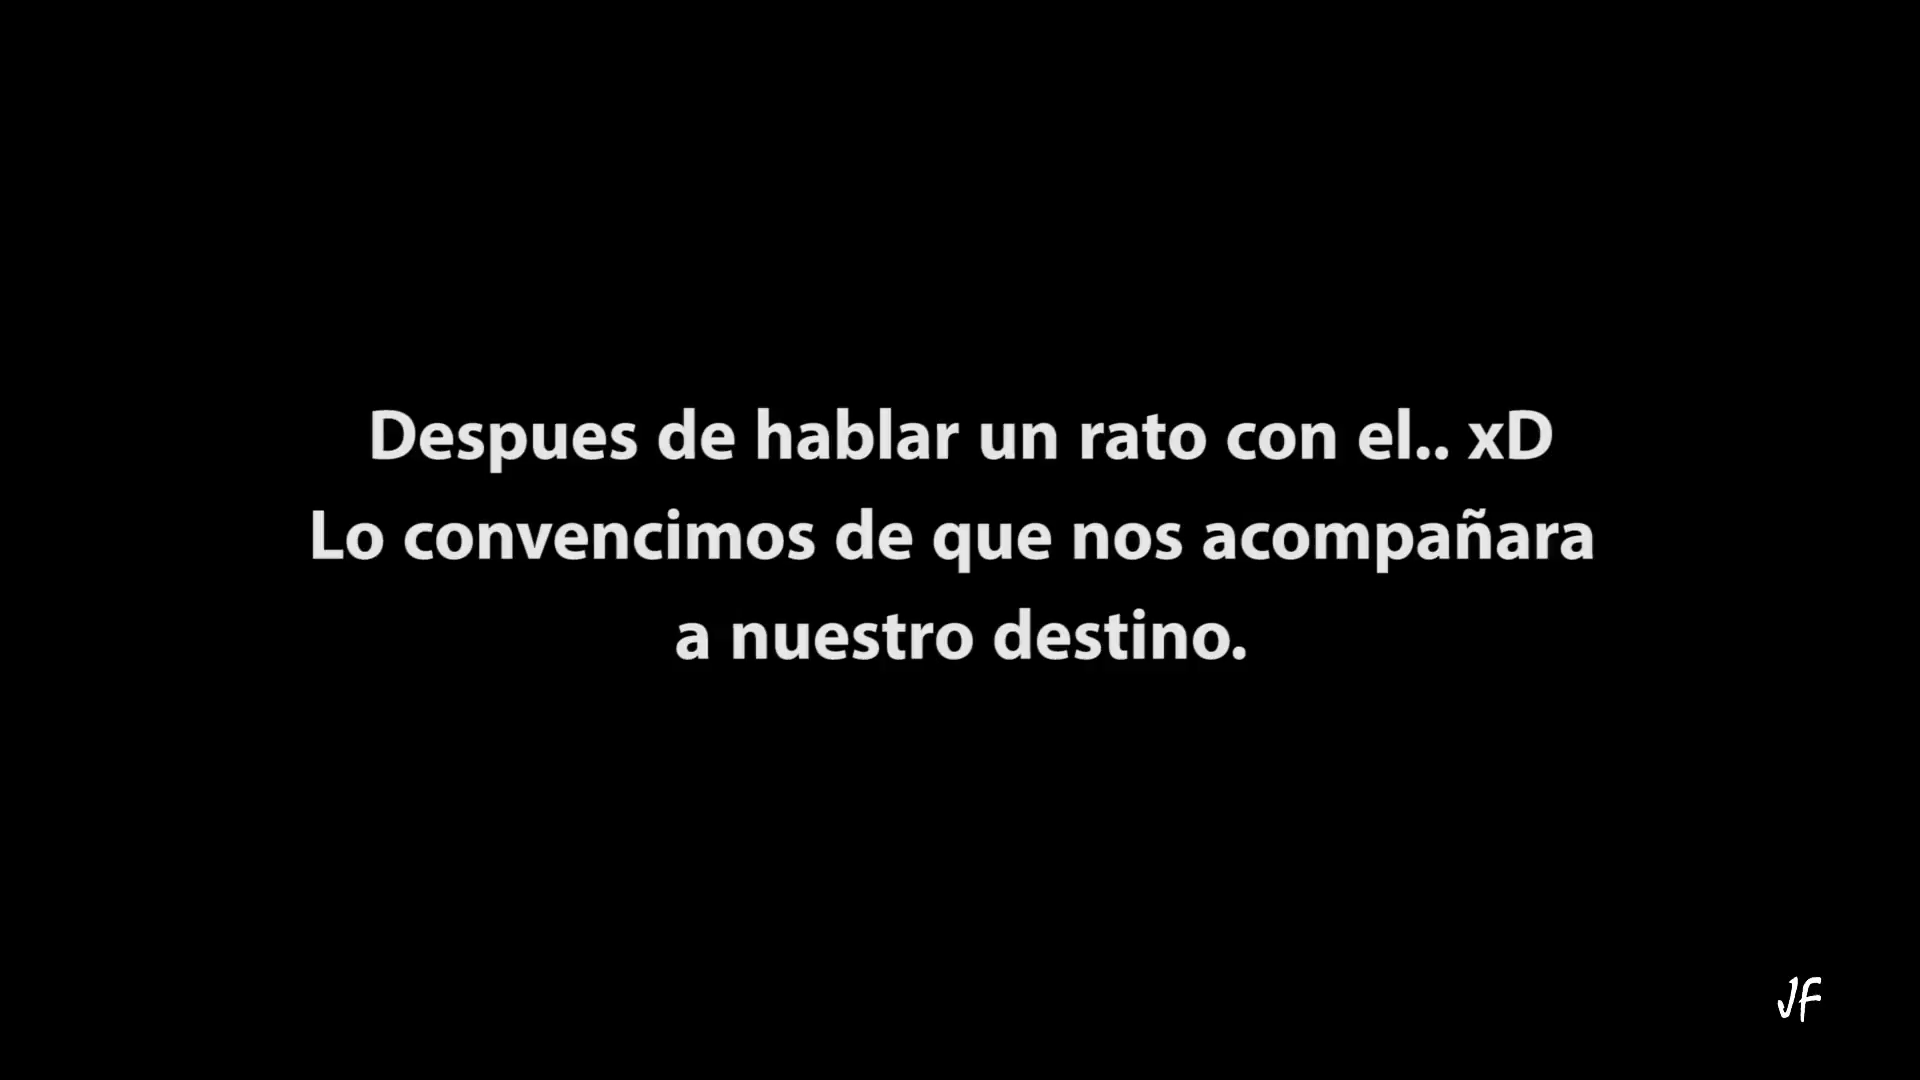 Despues de hablar un rato con el.. xD
Lo convencimos de que nos acompañara
a nuestro destino.
JF